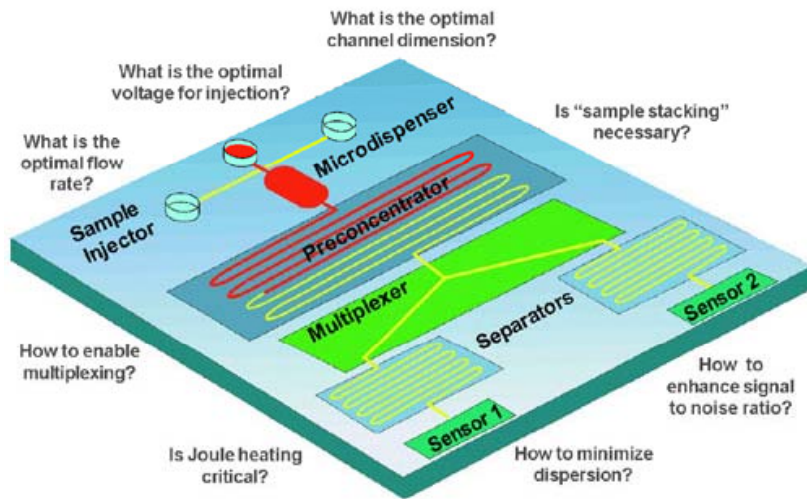 What is the optimal
channel dimension?
What is the optimal
voltage for injection?
Is “sample stacking”
necessary?
What is the
optimal flow
rate?
Microdispenser
Sample
Injector
Preconcentrator
Multiplexer
Separators
Sensor 2
Sensor 1
How to enable
multiplexing?
How to
enhance signal
to noise ratio?
Is Joule heating
critical?
How to minimize
dispersion?